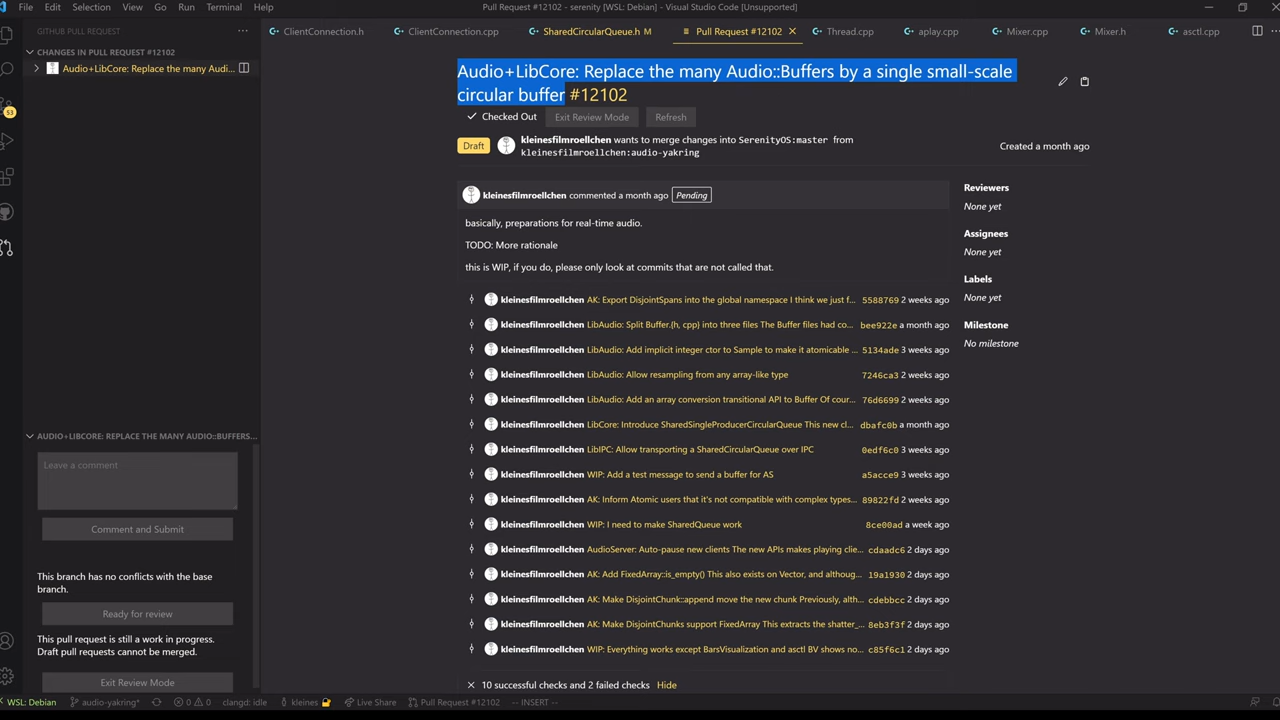 File Edit Selection View Go Run Terminal Help
Pull Request #12102 - serenity [WSL: Debian] - Visual Studio Code [Unsupported]
GITHUB PULL REQUEST
ClientConnection.h
ClientConnection.cpp
SharedCircularQueue.h M
Pull Request #12102
Thread.cpp
aplay.cpp
Mixer.cpp
Mixer.h
asctl.cpp
CHANGES IN PULL REQUEST #12102
Audio+LibCore: Replace the many Audi...
53
Audio+LibCore: Replace the many Audio::Buffers by a single small-scale
circular buffer #12102
Checked Out Exit Review Mode Refresh
Draft kleinesfilmroellchen wants to merge changes into SerenityOS:master from
kleinesfilmroellchen:audio-yakring
Created a month ago
kleinesfilmroellchen commented a month ago Pending
basically, preparations for real-time audio.
TODO: More rationale
this is WIP, if you do, please only look at commits that are not called that.
kleinesfilmroellchen AK: Export DisjointSpans into the global namespace I think we just f... 5588769 2 weeks ago
kleinesfilmroellchen LibAudio: Split Buffer.{h, cpp} into three files The Buffer files had co... bee922e a month ago
kleinesfilmroellchen LibAudio: Add implicit integer ctor to Sample to make it atomicable ... 5134ade 3 weeks ago
kleinesfilmroellchen LibAudio: Allow resampling from any array-like type 7246ca3 2 weeks ago
kleinesfilmroellchen LibAudio: Add an array conversion transitional API to Buffer Of cour... 76d6699 2 weeks ago
kleinesfilmroellchen LibCore: Introduce SharedSingleProducerCircularQueue This new cl... dbafc0b a month ago
kleinesfilmroellchen LibIPC: Allow transporting a SharedCircularQueue over IPC 0edf6c0 3 weeks ago
kleinesfilmroellchen WIP: Add a test message to send a buffer for AS a5acce9 3 weeks ago
kleinesfilmroellchen AK: Inform Atomic users that it's not compatible with complex types... 89822fd 2 weeks ago
kleinesfilmroellchen WIP: I need to make SharedQueue work 8ce00ad a week ago
kleinesfilmroellchen AudioServer: Auto-pause new clients The new APIs makes playing clie... cdaadc6 2 days ago
kleinesfilmroellchen AK: Add FixedArray::is_empty() This also exists on Vector, and althoug... 19a1930 2 days ago
kleinesfilmroellchen AK: Make DisjointChunk::append move the new chunk Previously, alth... cdebbcc 2 days ago
kleinesfilmroellchen AK: Make DisjointChunks support FixedArray This extracts the shatter_... 8eb3f3f 2 days ago
kleinesfilmroellchen WIP: Everything works except BarsVisualization and asctl BV shows no... c85f6c1 2 days ago
10 successful checks and 2 failed checks Hide
Reviewers
None yet
Assignees
None yet
Labels
None yet
Milestone
No milestone
AUDIO+LIBCORE: REPLACE THE MANY AUDIO::BUFFERS...
Leave a comment
Comment and Submit
This branch has no conflicts with the base
branch.
Ready for review
This pull request is still a work in progress.
Draft pull requests cannot be merged.
Exit Review Mode
WSL: Debian audio-yakring* 0 0 clangd: idle kleines Live Share Pull Request #12102 -- INSERT --